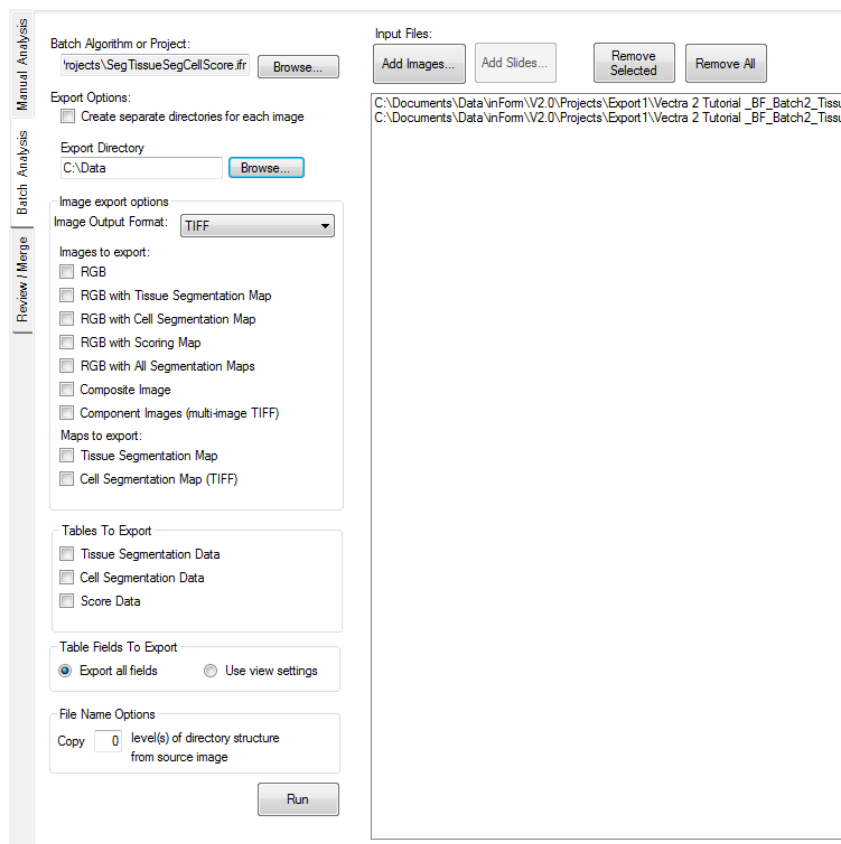 Manual Analysis
Batch Analysis
Review / Merge
Batch Algorithm or Project:
'rojects\SegTissueSegCellScore.ifr
Browse...
Export Options:
Create separate directories for each image
Export Directory
C:\Data
Browse...
Image export options
Image Output Format:
TIFF
Images to export:
RGB
RGB with Tissue Segmentation Map
RGB with Cell Segmentation Map
RGB with Scoring Map
RGB with All Segmentation Maps
Composite Image
Component Images (multi-image TIFF)
Maps to export:
Tissue Segmentation Map
Cell Segmentation Map (TIFF)
Tables To Export
Tissue Segmentation Data
Cell Segmentation Data
Score Data
Table Fields To Export
Export all fields
Use view settings
File Name Options
Copy 0 level(s) of directory structure
from source image
Run
Input Files:
Add Images...
Add Slides...
Remove
Selected
Remove All
C:\Documents\Data\inForm\V2.0\Projects\Export1\Vectra 2 Tutorial _BF_Batch2_Tissu
C:\Documents\Data\inForm\V2.0\Projects\Export1\Vectra 2 Tutorial _BF_Batch2_Tissu